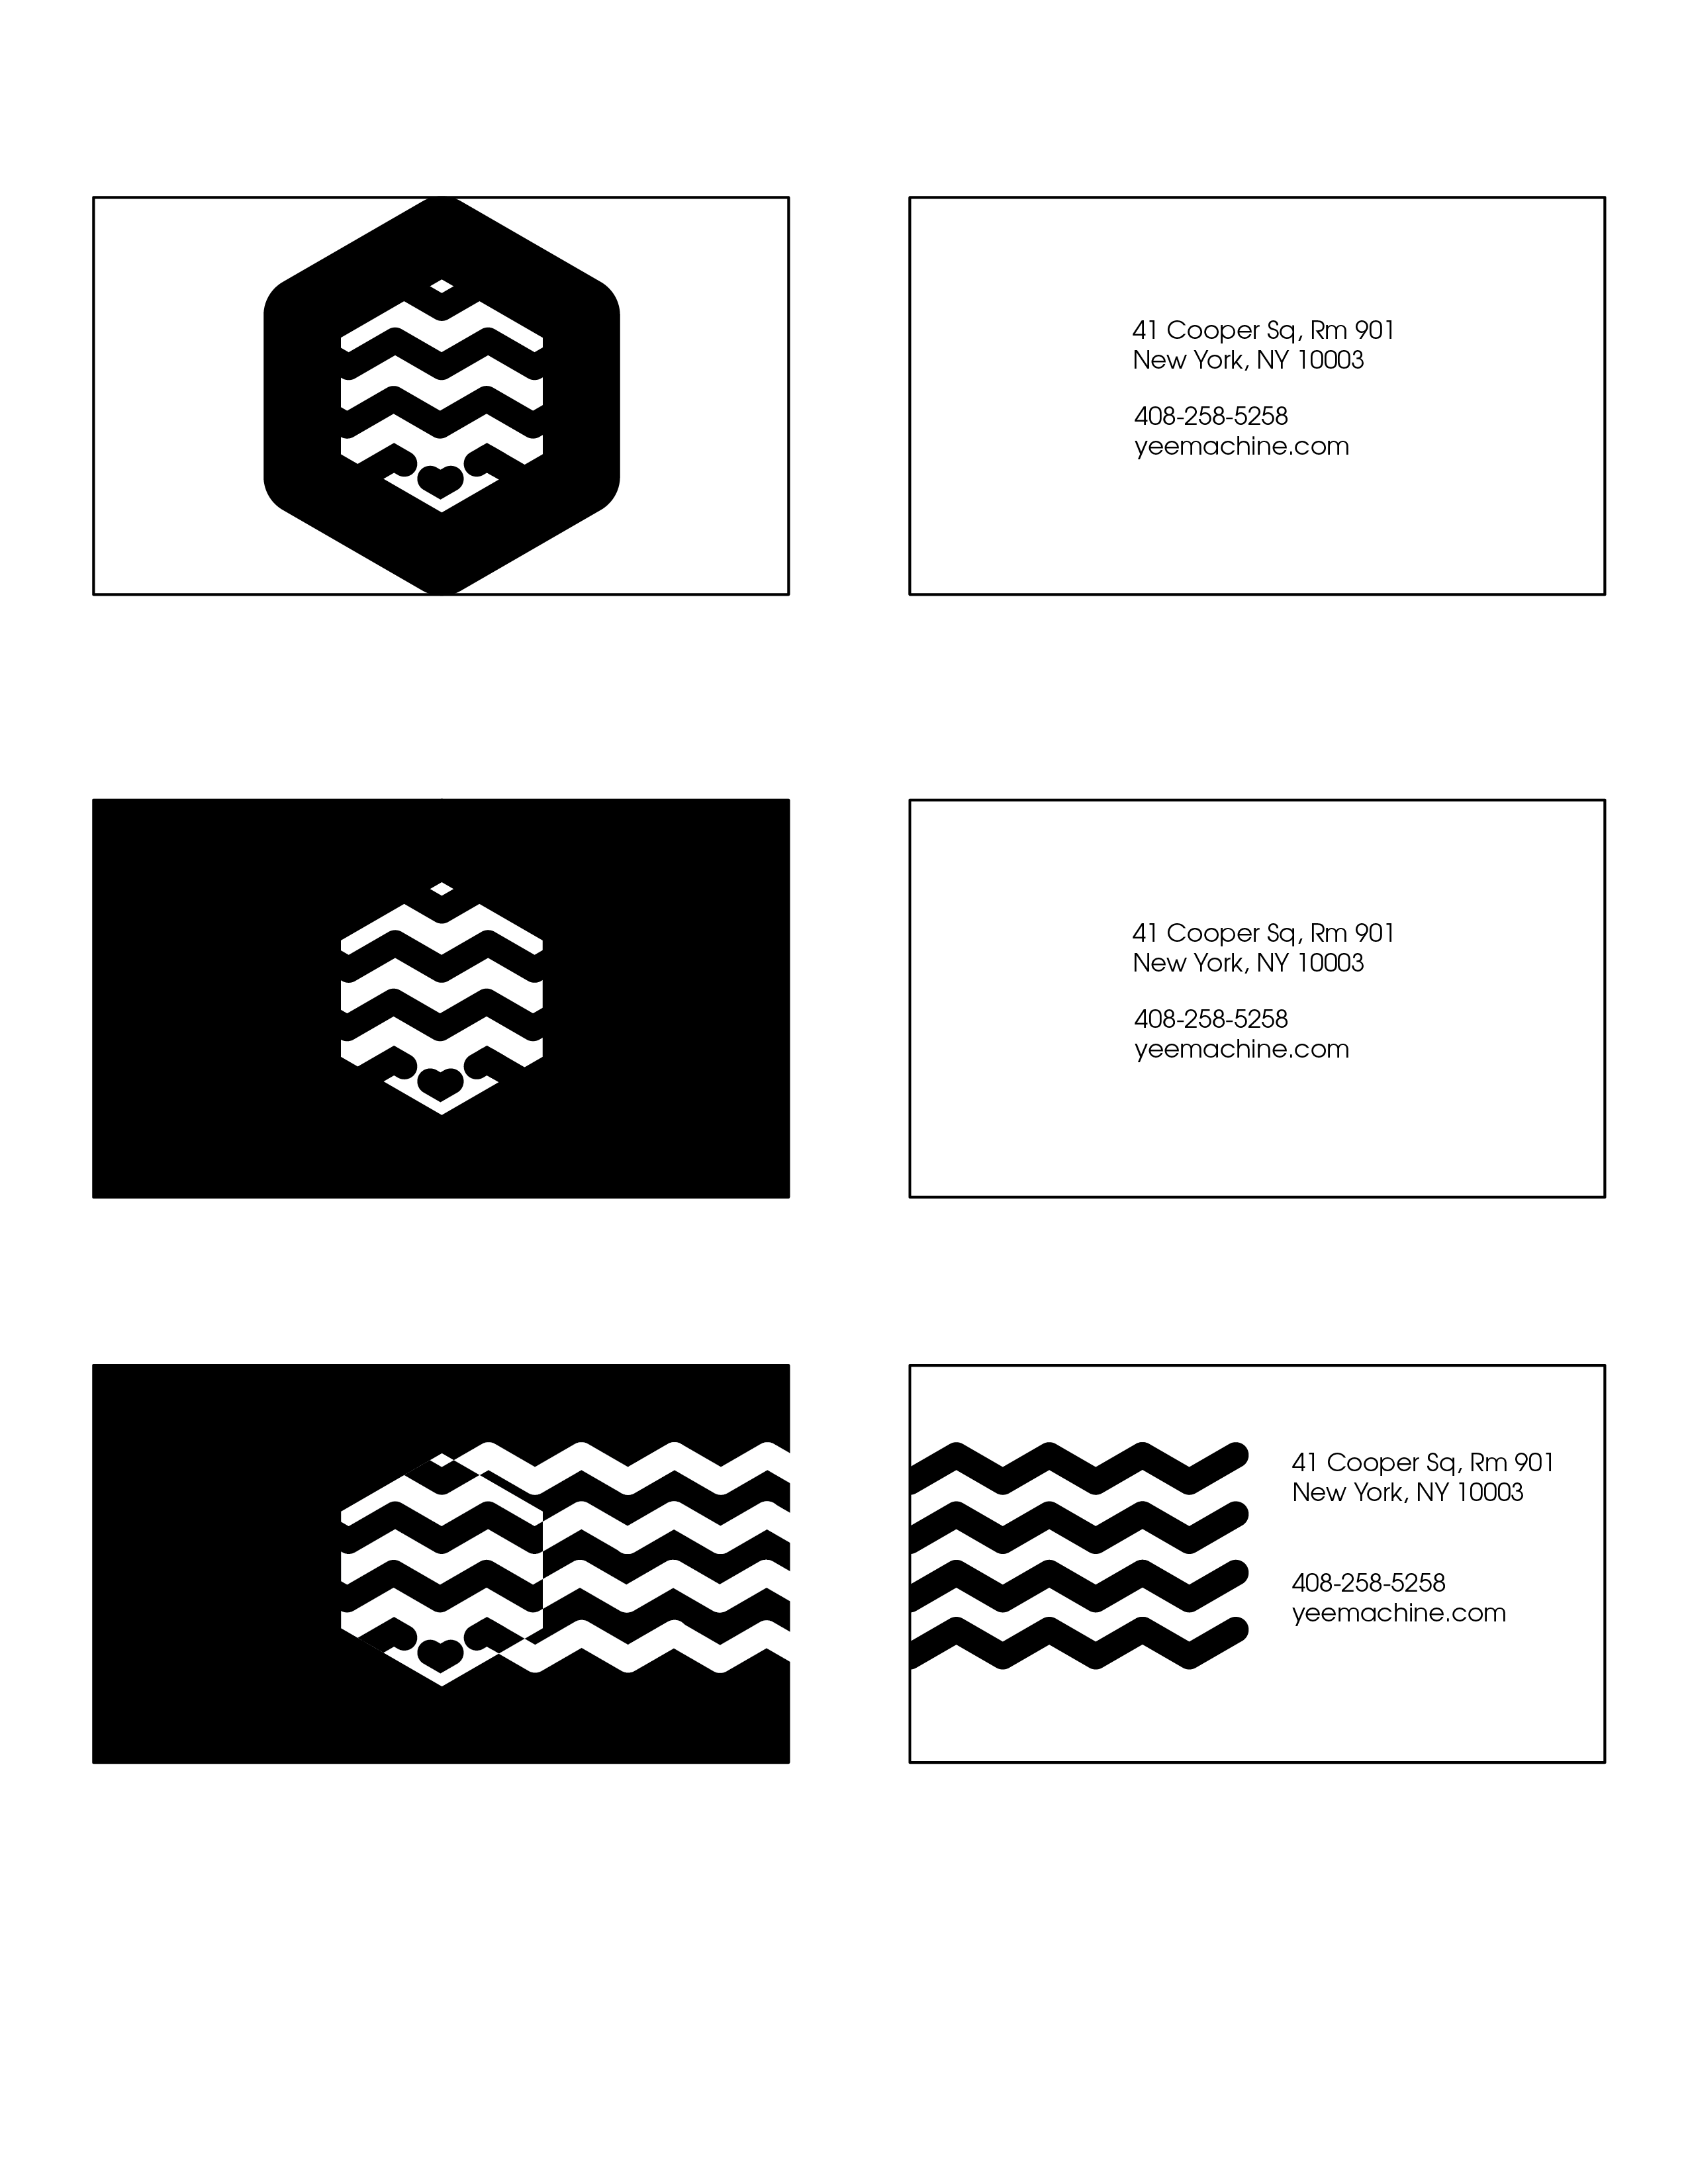 41 Cooper Sq, Rm 901
New York, NY 10003
408-258-5258
yeemachine.com
41 Cooper Sq, Rm 901
New York, NY 10003
408-258-5258
yeemachine.com
41 Cooper Sq, Rm 901
New York, NY 10003
408-258-5258
yeemachine.com